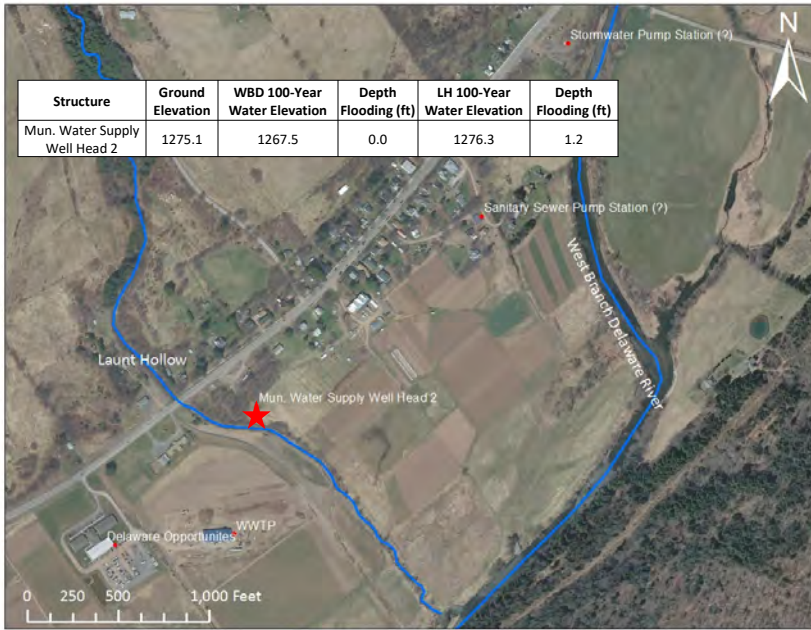 Stormwater Pump Station (?)
N
Structure
Ground Elevation
WBD 100-Year Water Elevation
Depth Flooding (ft)
LH 100-Year Water Elevation
Depth Flooding (ft)
Mun. Water Supply Well Head 2
1275.1
1267.5
0.0
1276.3
1.2
Sanitary Sewer Pump Station (?)
West Branch Delaware River
Launt Hollow
Mun. Water Supply Well Head 2
WWTP
Delaware Opportunites
0 250 500 1,000 Feet